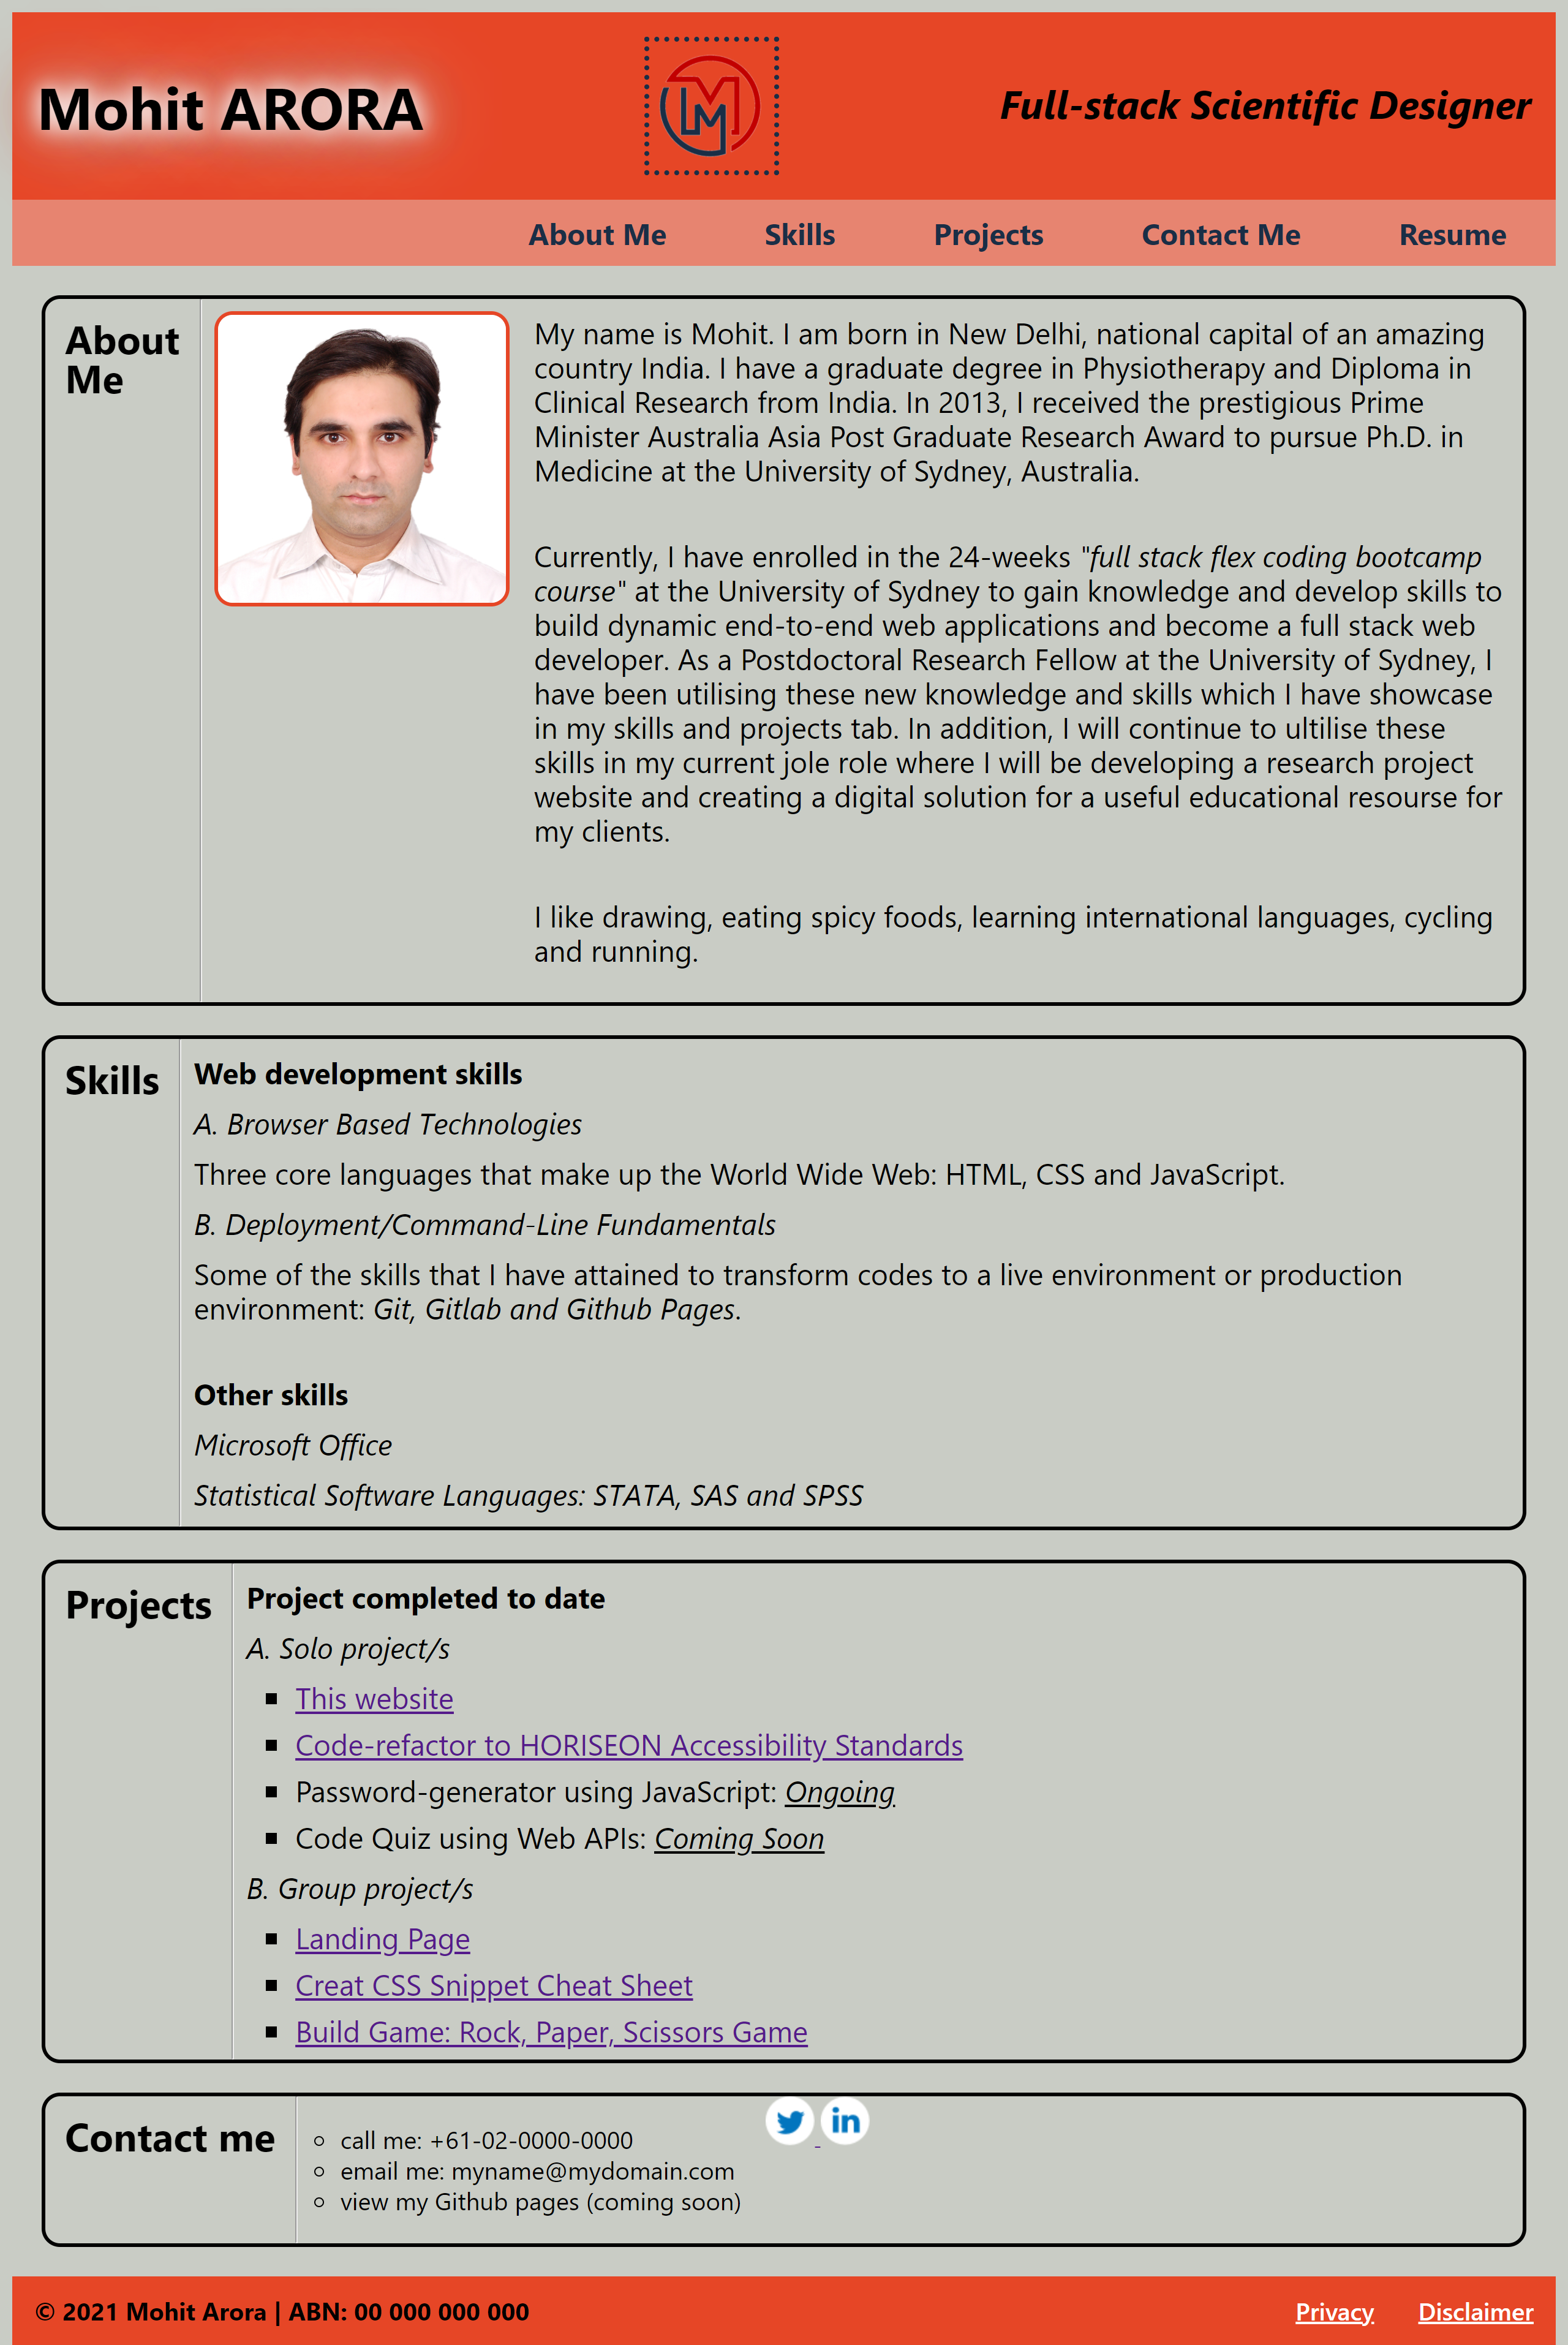 Mohit ARORA
Full-stack Scientific Designer
About Me
Skills
Projects
Contact Me
Resume
About
Me
My name is Mohit. I am born in New Delhi, national capital of an amazing
country India. I have a graduate degree in Physiotherapy and Diploma in
Clinical Research from India. In 2013, I received the prestigious Prime
Minister Australia Asia Post Graduate Research Award to pursue Ph.D. in
Medicine at the University of Sydney, Australia.
Currently, I have enrolled in the 24-weeks "full stack flex coding bootcamp
course" at the University of Sydney to gain knowledge and develop skills to
build dynamic end-to-end web applications and become a full stack web
developer. As a Postdoctoral Research Fellow at the University of Sydney, I
have been utilising these new knowledge and skills which I have showcase
in my skills and projects tab. In addition, I will continue to ultilise these
skills in my current jole role where I will be developing a research project
website and creating a digital solution for a useful educational resourse for
my clients.
I like drawing, eating spicy foods, learning international languages, cycling
and running.
Skills
Web development skills
A. Browser Based Technologies
Three core languages that make up the World Wide Web: HTML, CSS and JavaScript.
B. Deployment/Command-Line Fundamentals
Some of the skills that I have attained to transform codes to a live environment or production
environment: Git, Gitlab and Github Pages.
Other skills
Microsoft Office
Statistical Software Languages: STATA, SAS and SPSS
Projects
Project completed to date
A. Solo project/s
This website
Code-refactor to HORISEON Accessibility Standards
Password-generator using JavaScript: Ongoing
Code Quiz using Web APIs: Coming Soon
B. Group project/s
Landing Page
Creat CSS Snippet Cheat Sheet
Build Game: Rock, Paper, Scissors Game
Contact me
call me: +61-02-0000-0000
email me: myname@mydomain.com
view my Github pages (coming soon)
in
© 2021 Mohit Arora | ABN: 00 000 000 000
Privacy
Disclaimer